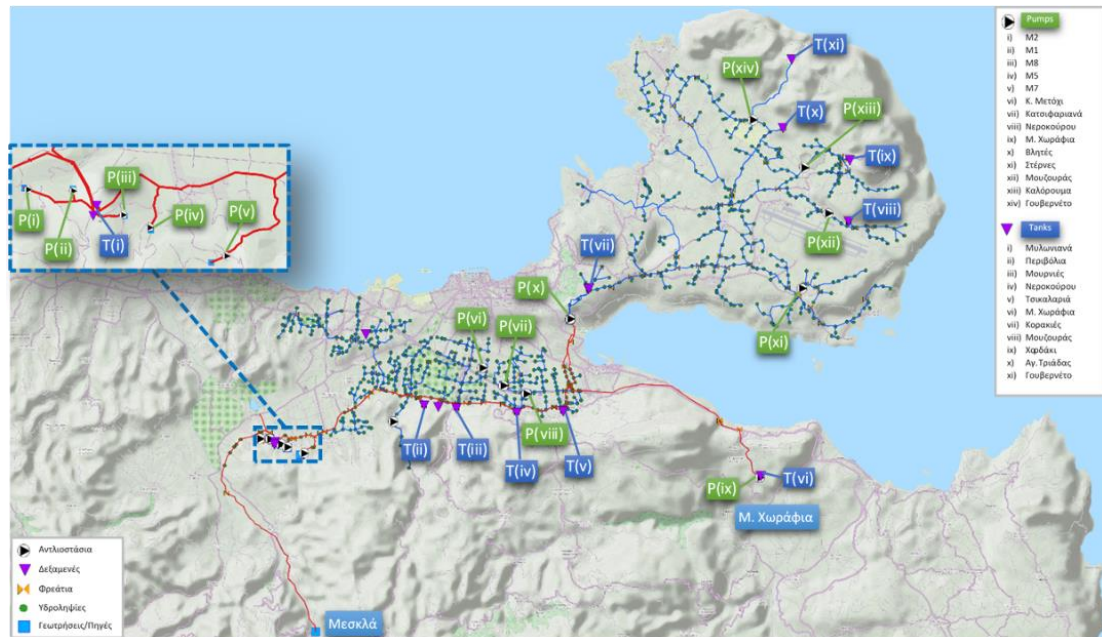 T(xi)
P(xiv)
T(x)
P(xiii)
T(ix)
T(viii)
P(xii)
P(xi)
T(vii)
P(x)
P(iii)
P(i)
P(ii)
T(i)
P(iv)
P(v)
P(vi)
P(vii)
P(viii)
T(ii)
T(iii)
T(iv)
T(v)
P(ix)
T(vi)
Μ. Χωράφια
Μεσκλά
Pumps
i) M2
ii) M1
iii) M8
iv) M5
v) M7
vi) Κ. Μετόχι
vii) Κατσιφαριανά
viii) Νεροκούρου
ix) Μ. Χωράφια
x) Βλητές
xi) Στέρνες
xii) Μουζουράς
xiii) Καλόρουμα
xiv) Γουβερνέτο
Tanks
i) Μυλωνιανά
ii) Περιβόλια
iii) Μουρνιές
iv) Νεροκούρου
v) Τσικαλαριά
vi) Μ. Χωράφια
vii) Κορακιές
viii) Μουζουράς
ix) Χορδάκι
x) Αγ. Τριάδας
xi) Γουβερνέτο
Αντλιοστάσια
Δεξαμενές
Φρεάτια
Υδροληψίες
Γεωτρήσεις/Πηγές